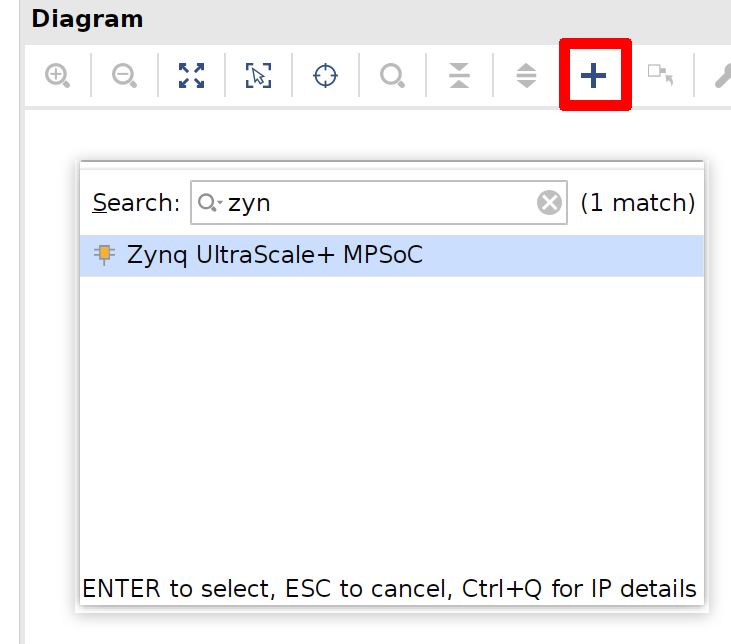 Diagram
Search: zyn (1 match)
Zynq UltraScale+ MPSoC
ENTER to select, ESC to cancel, Ctrl+Q for IP details